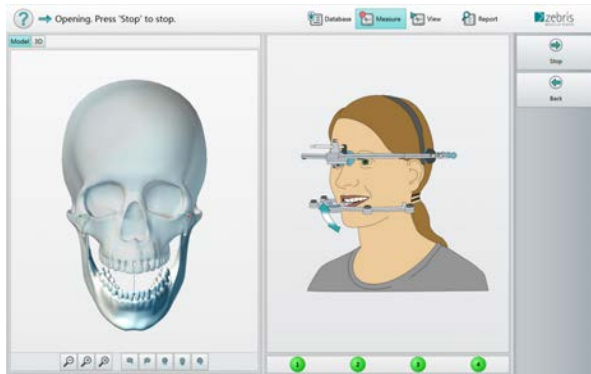 ? Opening. Press 'Stop' to stop.
Database Measure View Report zebris
Model 3D
Stop
Back
1 2 3 4